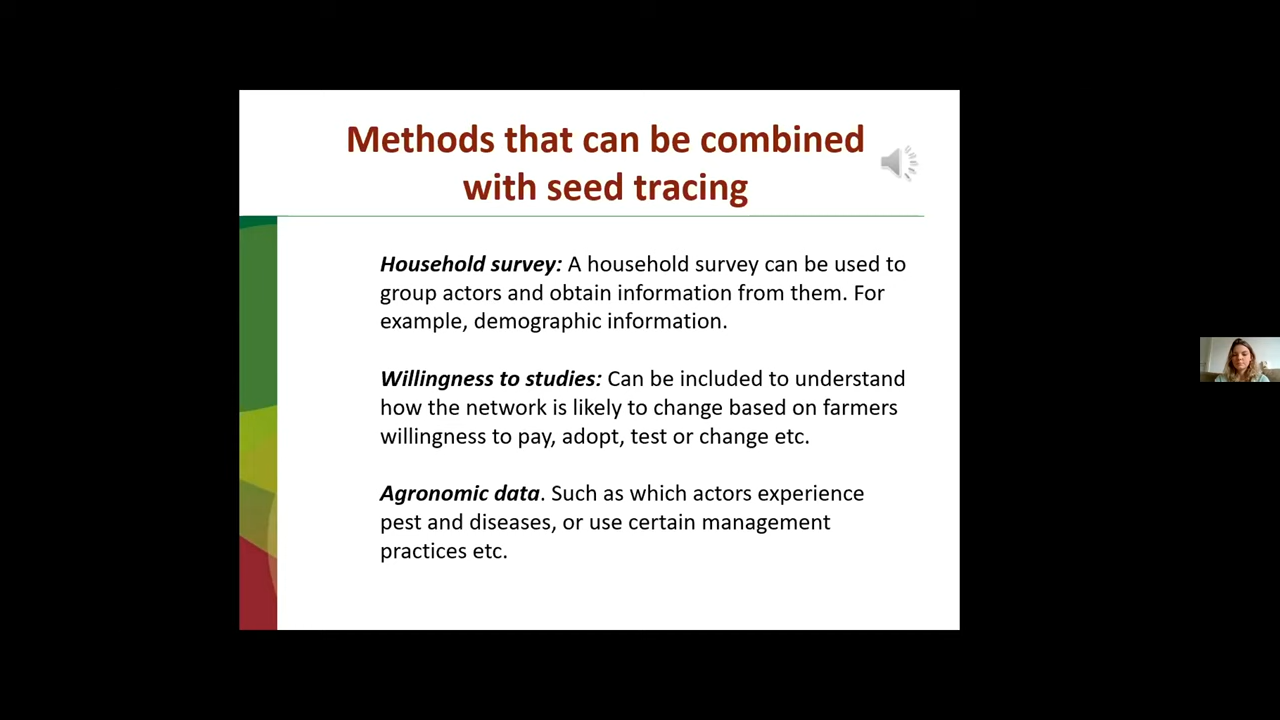 Methods that can be combined
with seed tracing
Household survey: A household survey can be used to
group actors and obtain information from them. For
example, demographic information.
Willingness to studies: Can be included to understand
how the network is likely to change based on farmers
willingness to pay, adopt, test or change etc.
Agronomic data. Such as which actors experience
pest and diseases, or use certain management
practices etc.